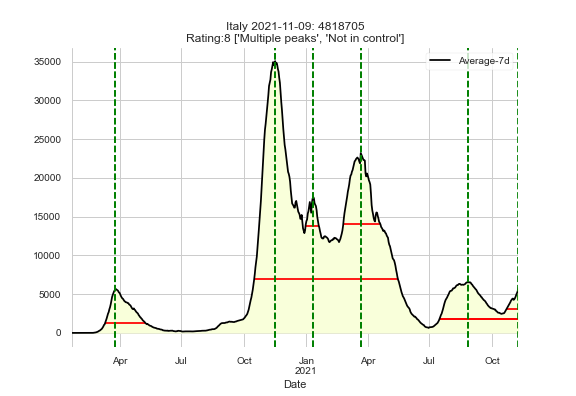 Italy 2021-11-09: 4818705
Rating:8 ['Multiple peaks', 'Not in control']
Average-7d
35000
30000
25000
20000
15000
10000
5000
0
Apr Jul Oct Jan Apr Jul Oct
2021
Date